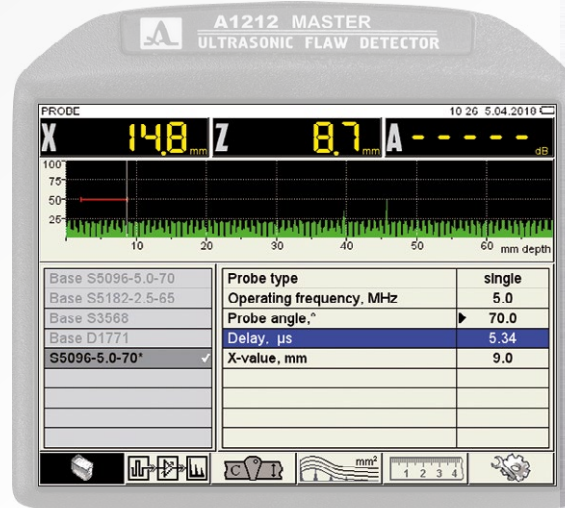 A1212 MASTER
ULTRASONIC FLAW DETECTOR
PROBE 10 26 5.04.2018
X 14.8 mm Z 8.7 mm A - - - - - dB
100
75
50
25
10 20 30 40 50 60 mm depth
Base S5096-5.0-70
Base S5182-2.5-65
Base S3568
Base D1771
S5096-5.0-70*
Probe type single
Operating frequency, MHz 5.0
Probe angle,° 70.0
Delay, µs 5.34
X-value, mm 9.0
C
mm²
1 2 3 4